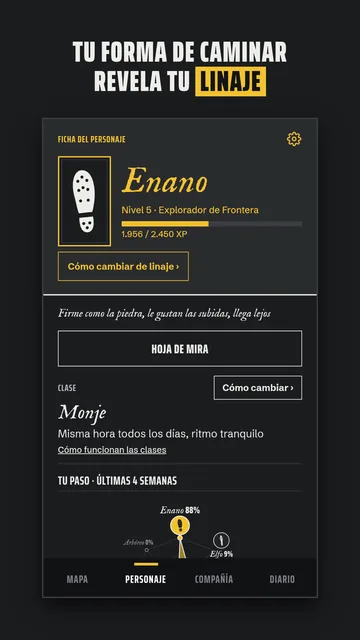 TU FORMA DE CAMINAR
REVELA TU LINAJE
FICHA DEL PERSONAJE
Enano
Nivel 5 · Explorador de Frontera
1.956 / 2.450 XP
Cómo cambiar de linaje ›
Firme como la piedra, le gustan las subidas, llega lejos
HOJA DE MIRA
CLASE
Cómo cambiar ›
Monje
Misma hora todos los días, ritmo tranquilo
Cómo funcionan las clases
TU PASO · ÚLTIMAS 4 SEMANAS
Enano 88%
Arbóreo 0%
Elfo 9%
MAPA
PERSONAJE
COMPAÑÍA
DIARIO